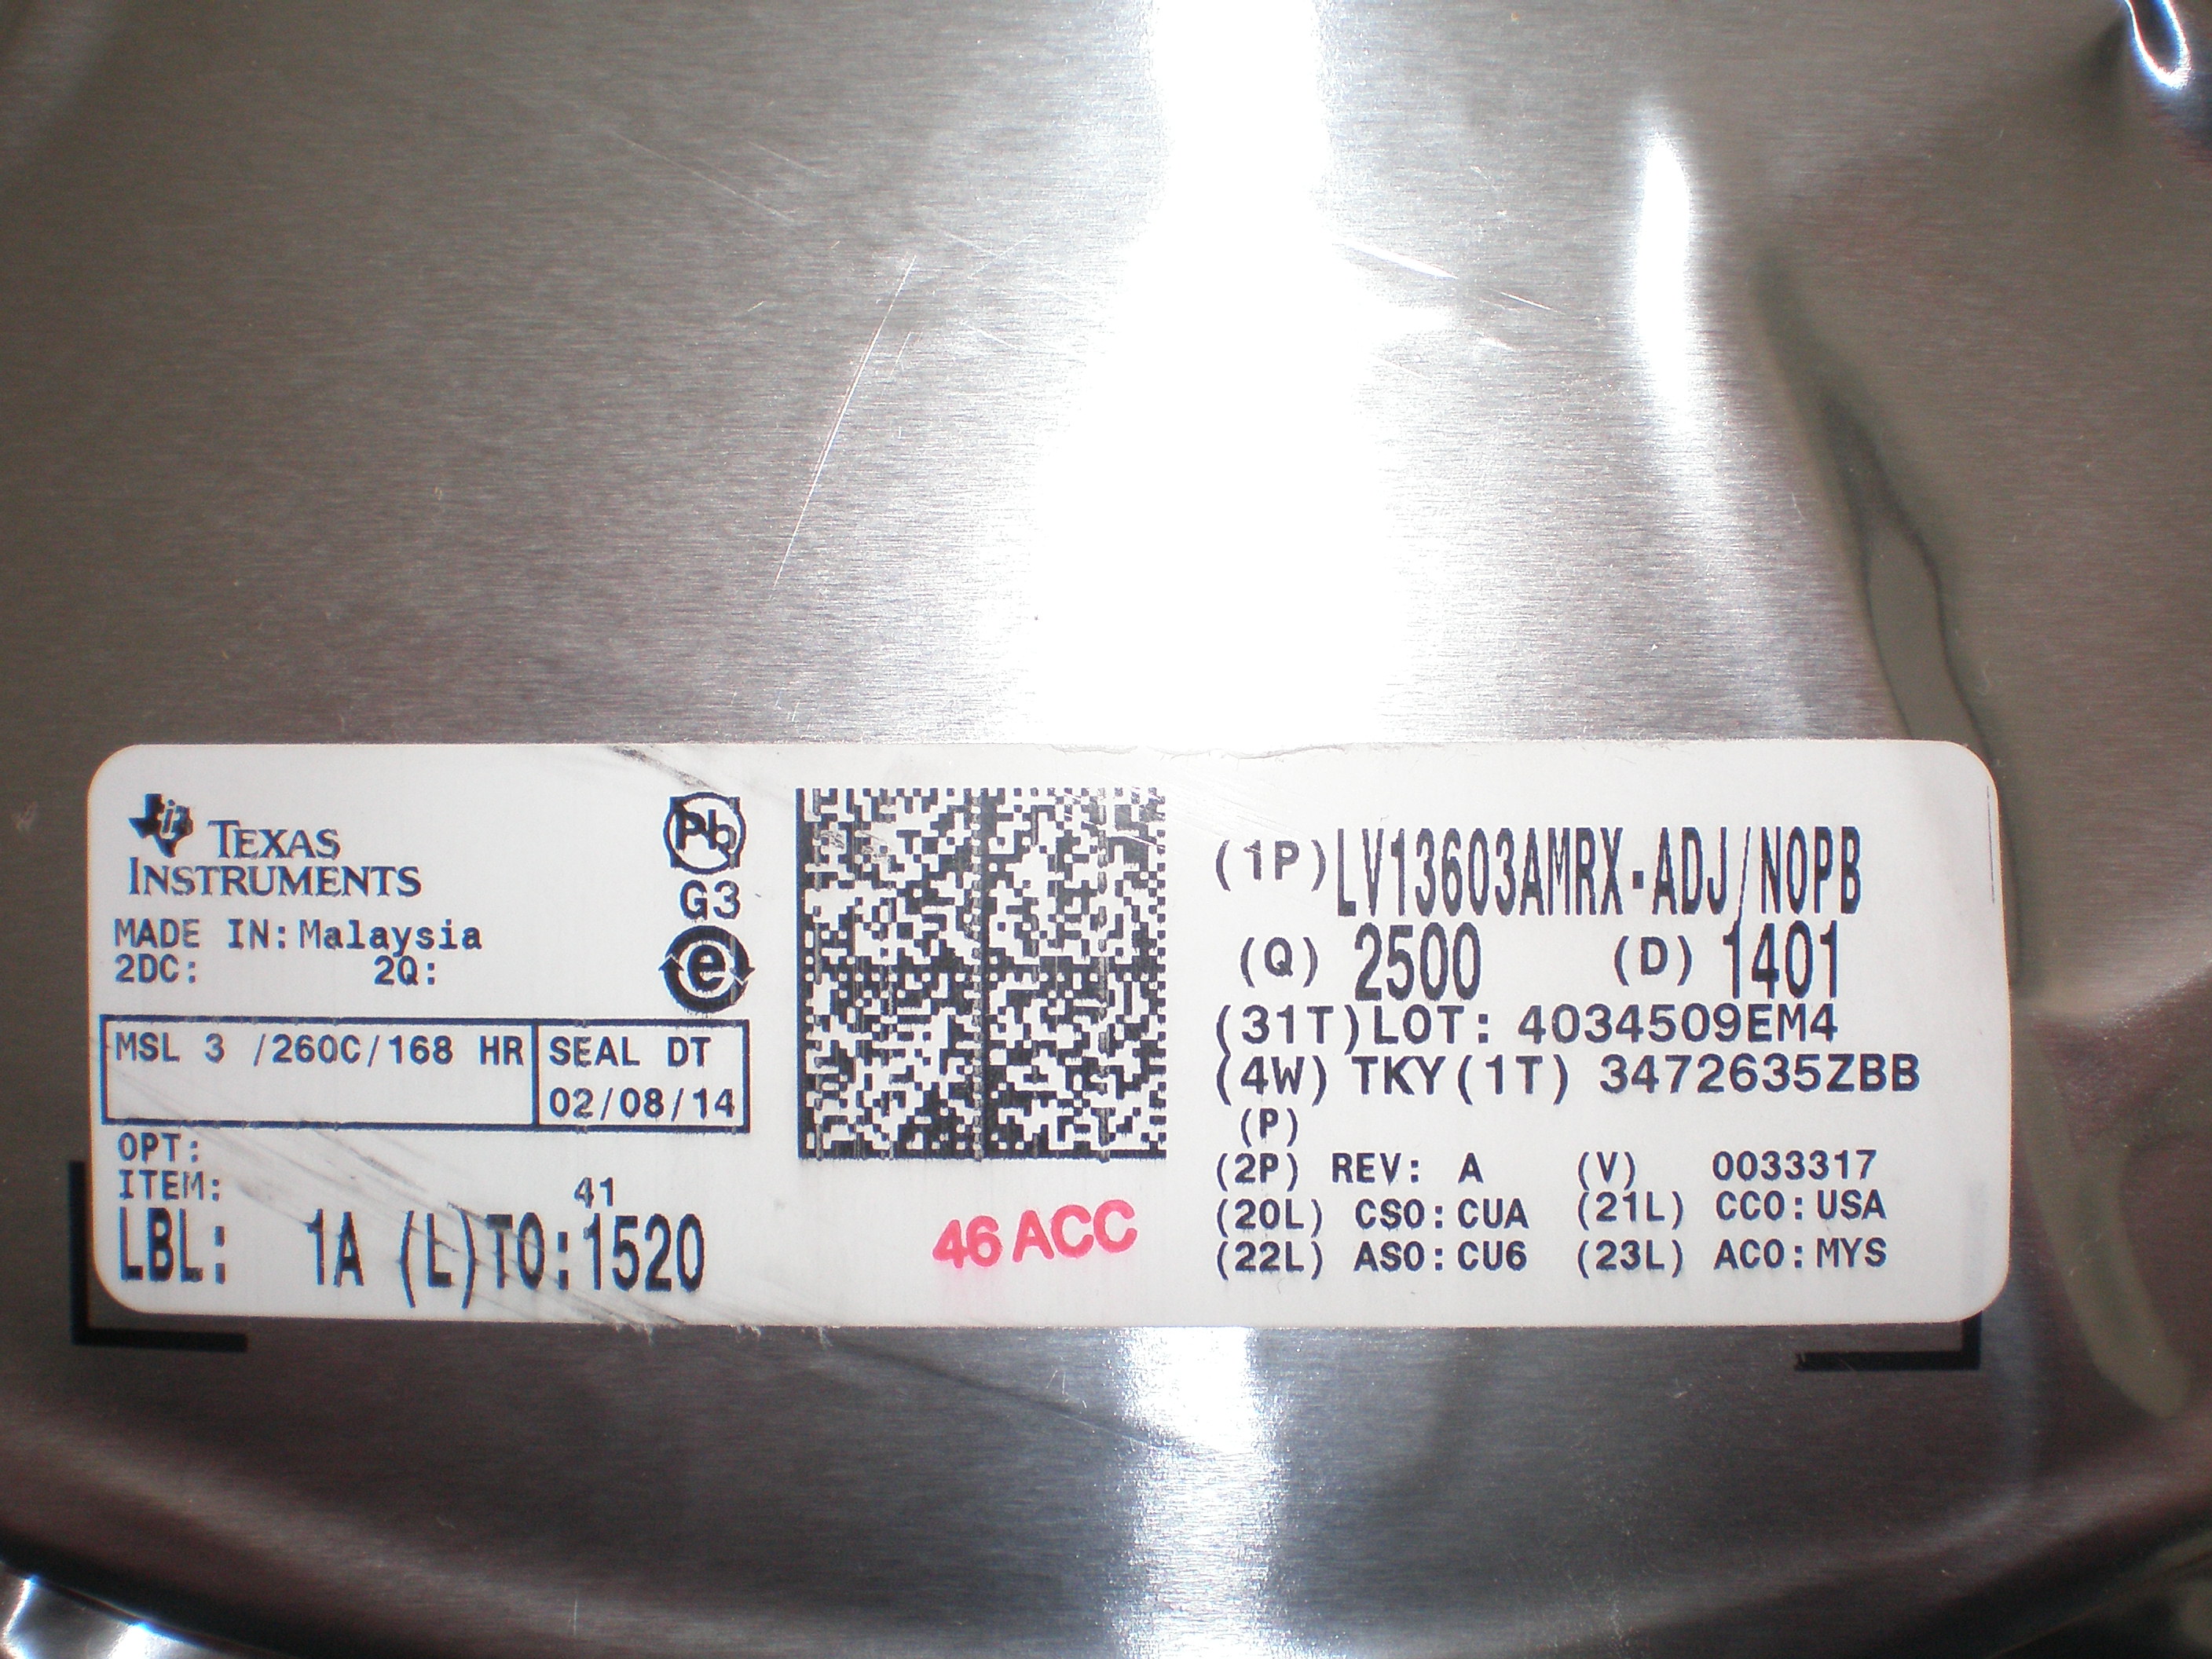 TEXAS
INSTRUMENTS
MADE IN: Malaysia
2DC: 2Q:
Pb
G3
e
MSL 3 /260C/168 HR
SEAL DT
02/08/14
OPT:
ITEM: 41
LBL: 1A (L)TO:1520
46 ACC
(1P)LV13603AMRX-ADJ/NOPB
(Q) 2500 (D) 1401
(31T)LOT: 4034509EM4
(4W) TKY(1T) 3472635ZBB
(P)
(2P) REV: A (V) 0033317
(20L) CSO:CUA (21L) CCO:USA
(22L) ASO:CU6 (23L) ACO:MYS